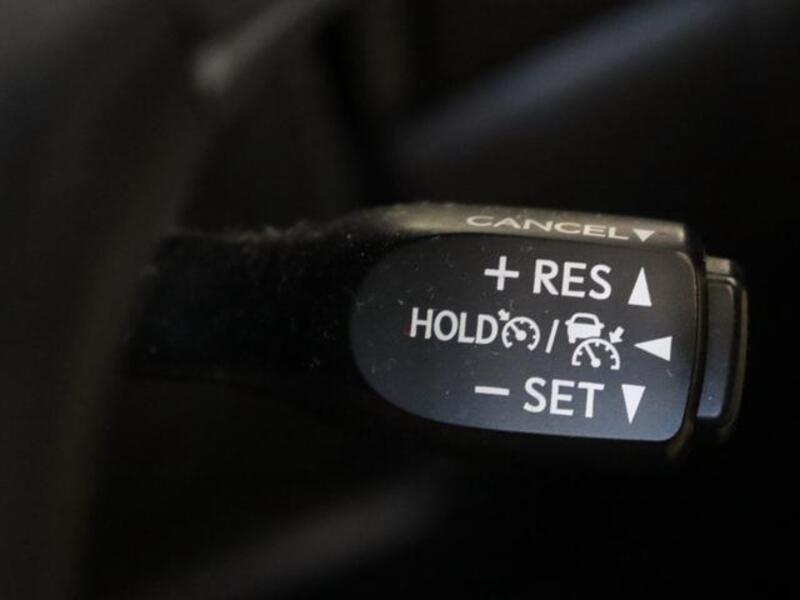 CANCEL▼
+ RES ▲
HOLD / ◀
− SET ▼